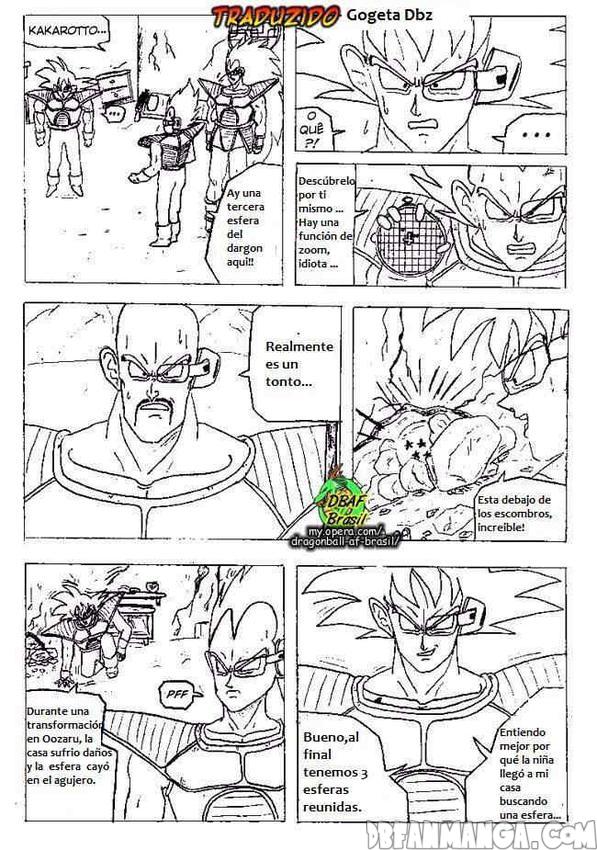 TRADUZIDO Gogeta Dbz
KAKAROTTO...
O
QUÊ
?!
...
Ay una
tercera
esfera
del
dargon
aqui!!
Descúbrelo
por ti
mismo ...
Hay una
función de
zoom,
idiota ...
Realmente
es un
tonto...
Esta debajo de
los escombros,
increible!
DBAF
Brasil
my.opera.com/
dragonball-af-brasil/
Durante una
transformación
en Oozaru, la
casa sufrio daños
y la esfera cayó
en el agujero.
PFF
Bueno,al
final
tenemos 3
esferas
reunidas.
Entiendo
mejor por
qué la niña
llegó a mi
casa
buscando
una esfera...
DBFANMANGA.COM